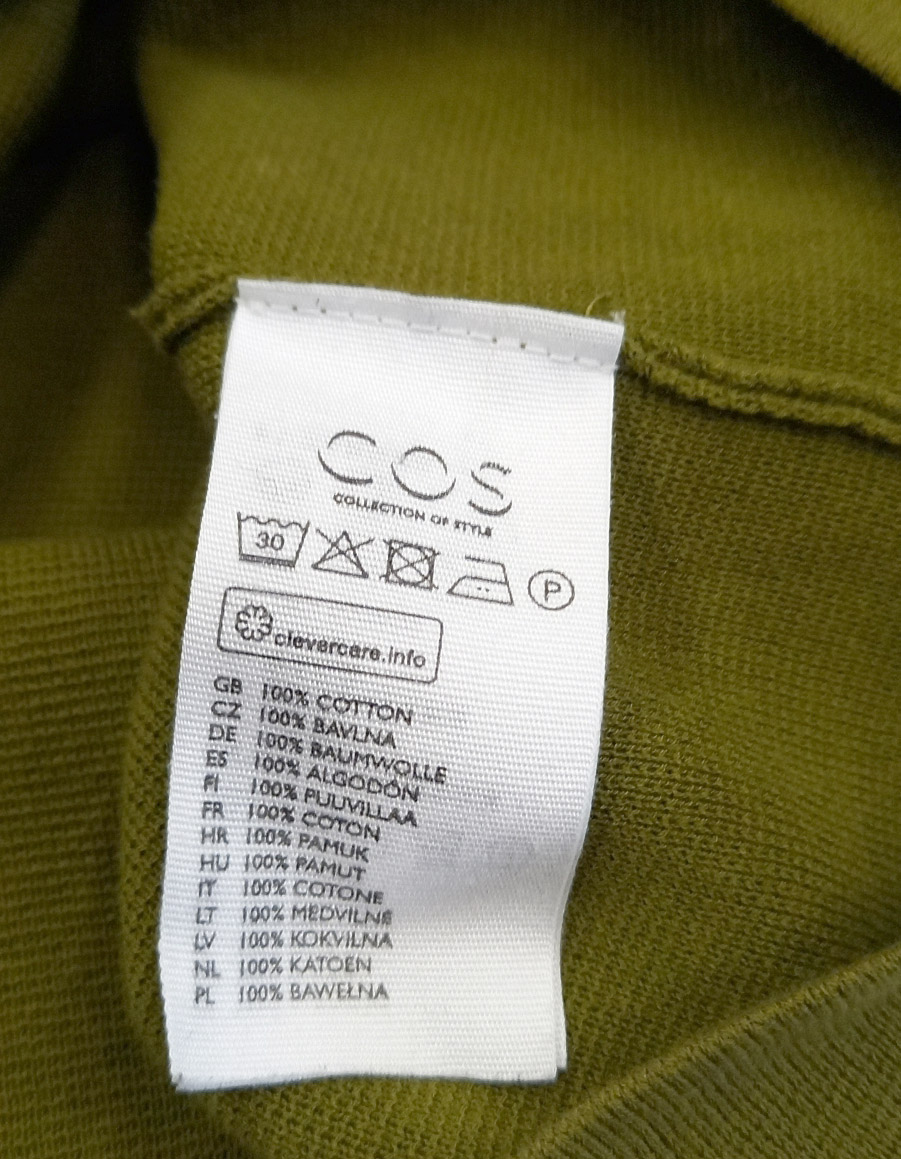 COS
COLLECTION OF STYLE
30 P
clevercare.info
GB 100% COTTON
CZ 100% BAVLNA
DE 100% BAUMWOLLE
ES 100% ALGODÓN
FI 100% PUUVILLAA
FR 100% COTON
HR 100% PAMUK
HU 100% PAMUT
IT 100% COTONE
LT 100% MEDVILNĖ
LV 100% KOKVILNA
NL 100% KATOEN
PL 100% BAWEŁNA